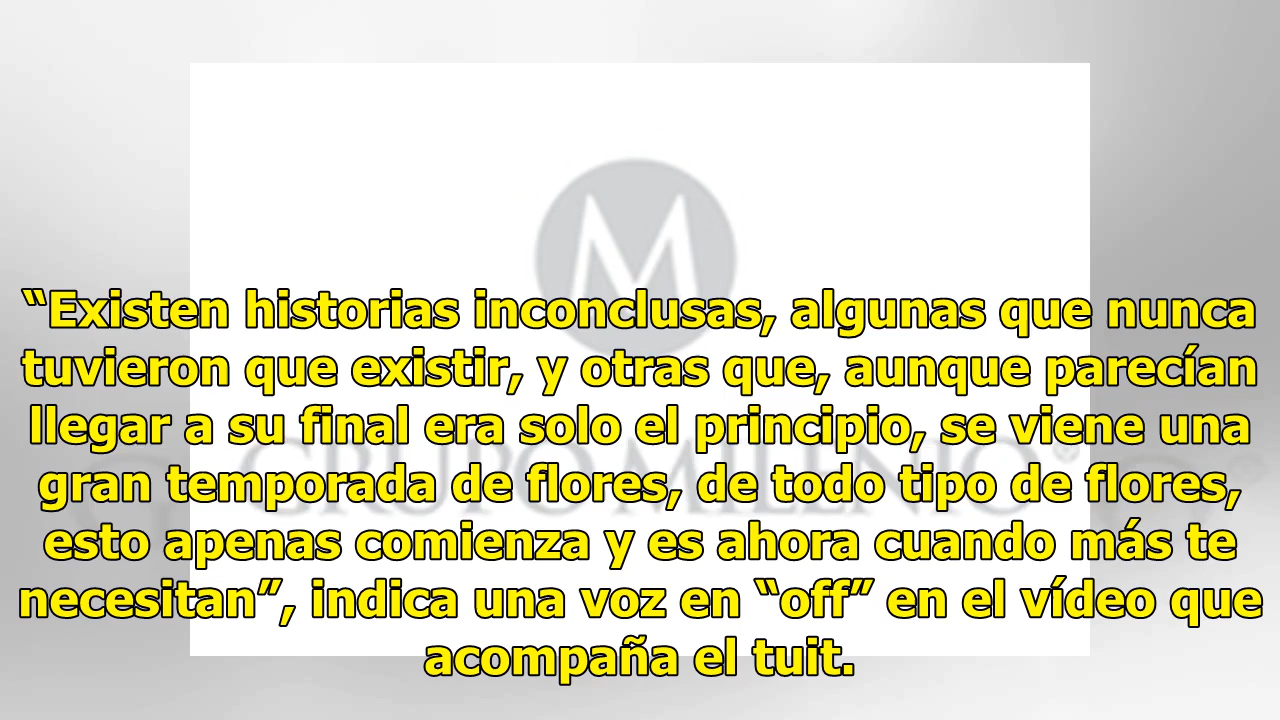 M
“Existen historias inconclusas, algunas que nunca
tuvieron que existir, y otras que, aunque parecían
llegar a su final era solo el principio, se viene una
GRUPO MILENIO®
gran temporada de flores, de todo tipo de flores,
esto apenas comienza y es ahora cuando más te
necesitan”, indica una voz en “off” en el vídeo que
acompaña el tuit.